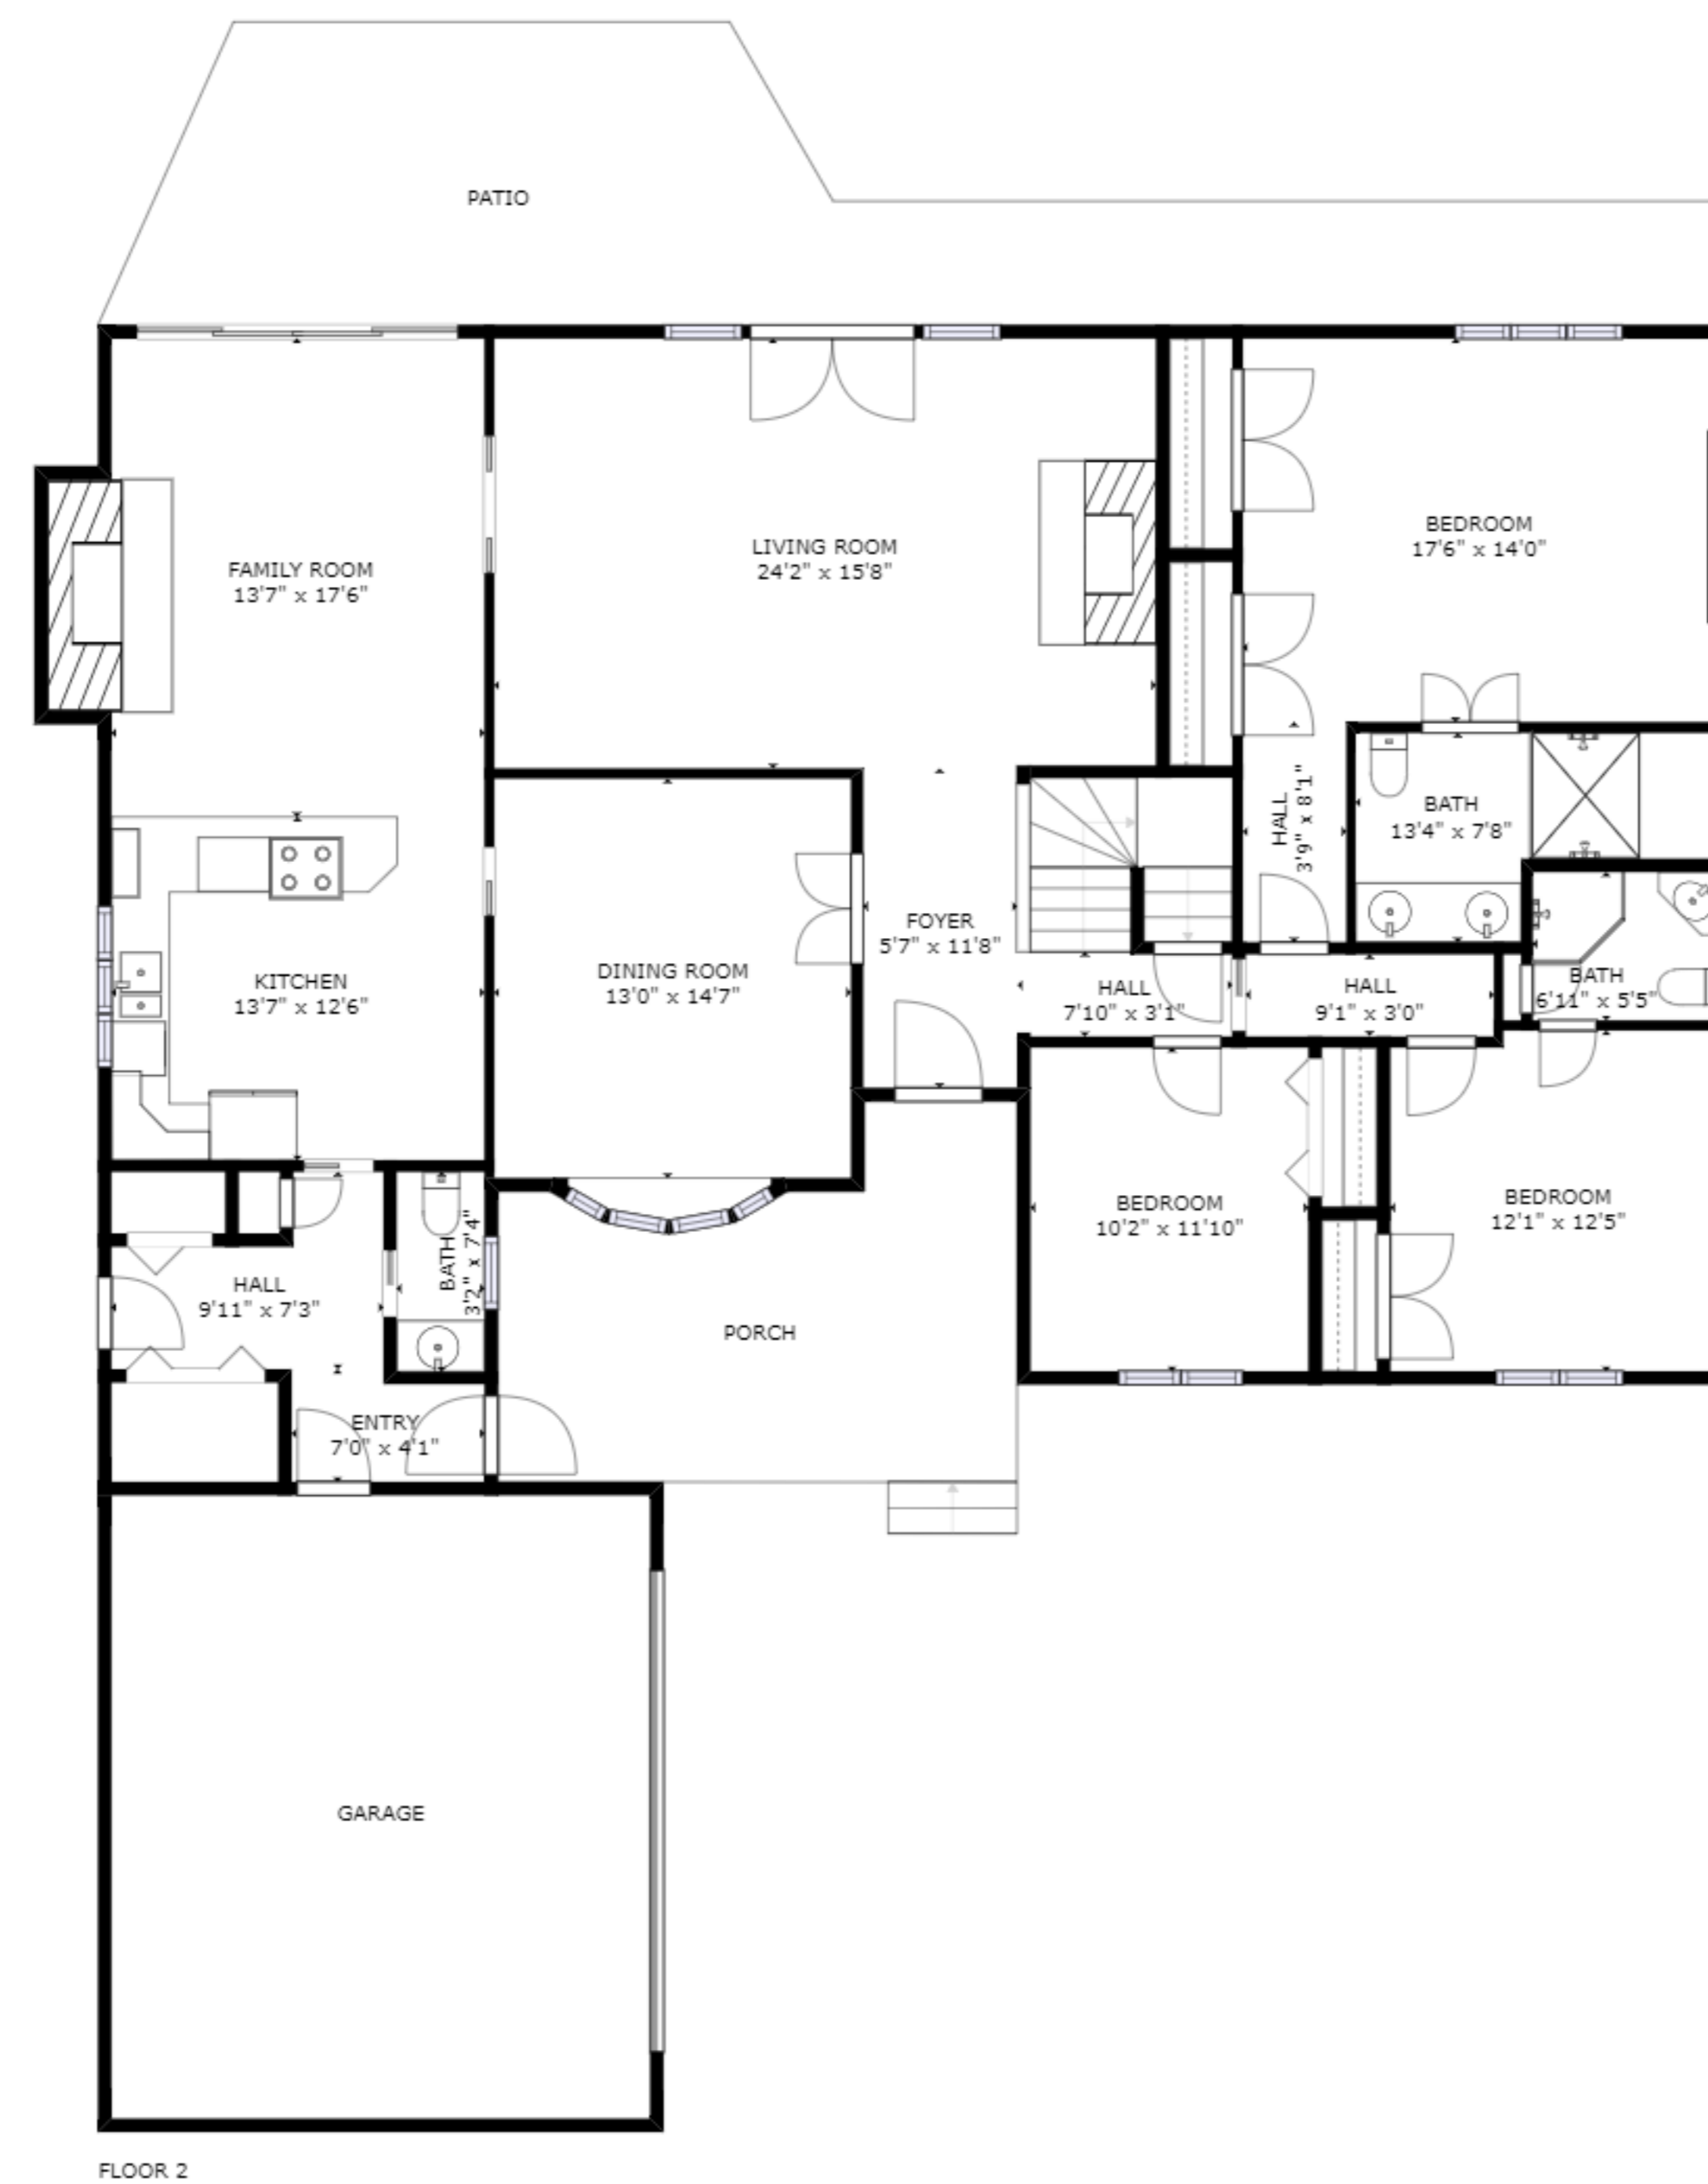 PATIO
FAMILY ROOM
13'7" x 17'6"
LIVING ROOM
24'2" x 15'8"
BEDROOM
17'6" x 14'0"
KITCHEN
13'7" x 12'6"
DINING ROOM
13'0" x 14'7"
FOYER
5'7" x 11'8"
HALL
3'9" x 8'1"
BATH
13'4" x 7'8"
HALL
7'10" x 3'1"
HALL
9'1" x 3'0"
BATH
6'11" x 5'5"
HALL
9'11" x 7'3"
BATH
3'2" x 7'4"
PORCH
BEDROOM
10'2" x 11'10"
BEDROOM
12'1" x 12'5"
ENTRY
7'0" x 4'1"
GARAGE
FLOOR 2